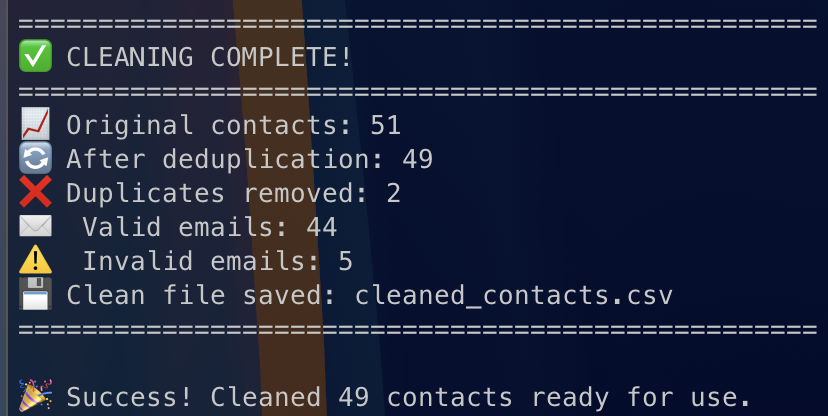 ==================================================
✅ CLEANING COMPLETE!
==================================================
📈 Original contacts: 51
🔄 After deduplication: 49
❌ Duplicates removed: 2
✉️  Valid emails: 44
⚠️  Invalid emails: 5
💾 Clean file saved: cleaned_contacts.csv
==================================================
🎉 Success! Cleaned 49 contacts ready for use.